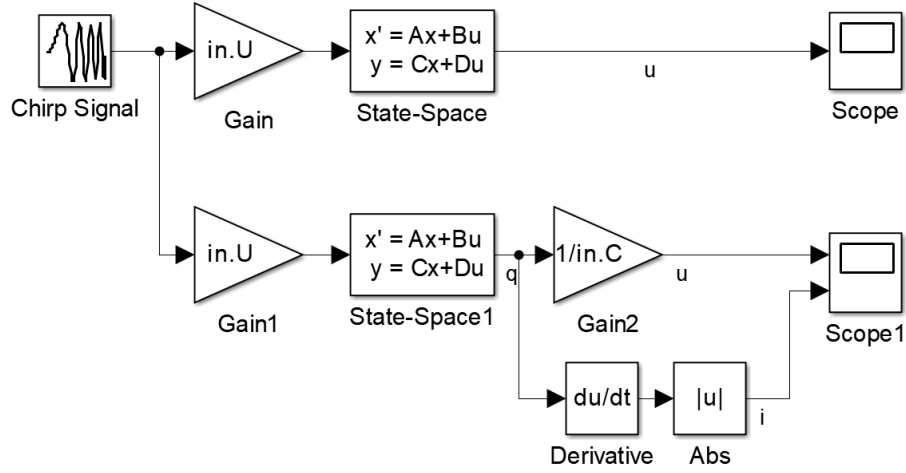 Chirp Signal
in.U
Gain
x' = Ax+Bu
y = Cx+Du
State-Space
u
Scope
in.U
Gain1
x' = Ax+Bu
y = Cx+Du
State-Space1
q
1/in.C
Gain2
u
Scope1
du/dt
Derivative
|u|
Abs
i